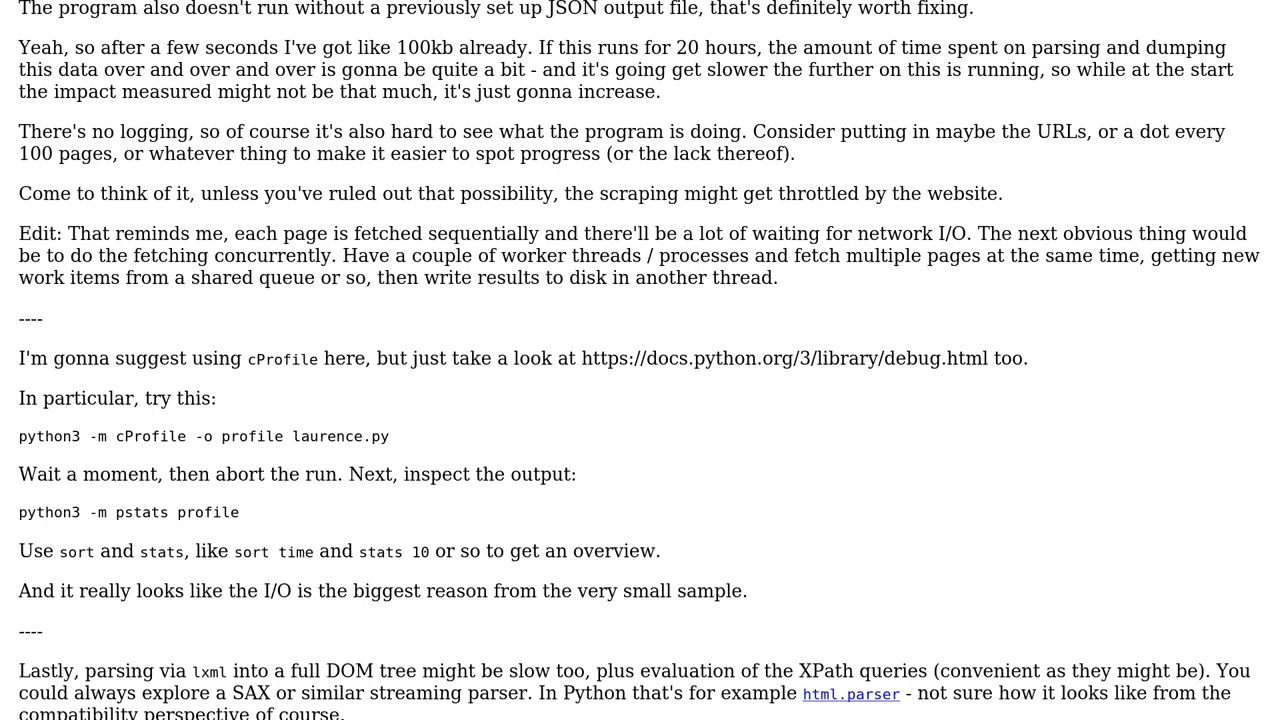 The program also doesn't run without a previously set up JSON output file, that's definitely worth fixing.
Yeah, so after a few seconds I've got like 100kb already. If this runs for 20 hours, the amount of time spent on parsing and dumping
this data over and over and over is gonna be quite a bit - and it's going get slower the further on this is running, so while at the start
the impact measured might not be that much, it's just gonna increase.
There's no logging, so of course it's also hard to see what the program is doing. Consider putting in maybe the URLs, or a dot every
100 pages, or whatever thing to make it easier to spot progress (or the lack thereof).
Come to think of it, unless you've ruled out that possibility, the scraping might get throttled by the website.
Edit: That reminds me, each page is fetched sequentially and there'll be a lot of waiting for network I/O. The next obvious thing would
be to do the fetching concurrently. Have a couple of worker threads / processes and fetch multiple pages at the same time, getting new
work items from a shared queue or so, then write results to disk in another thread.
----
I'm gonna suggest using cProfile here, but just take a look at https://docs.python.org/3/library/debug.html too.
In particular, try this:
python3 -m cProfile -o profile laurence.py
Wait a moment, then abort the run. Next, inspect the output:
python3 -m pstats profile
Use sort and stats, like sort time and stats 10 or so to get an overview.
And it really looks like the I/O is the biggest reason from the very small sample.
----
Lastly, parsing via lxml into a full DOM tree might be slow too, plus evaluation of the XPath queries (convenient as they might be). You
could always explore a SAX or similar streaming parser. In Python that's for example html.parser - not sure how it looks like from the
compatibility perspective of course.